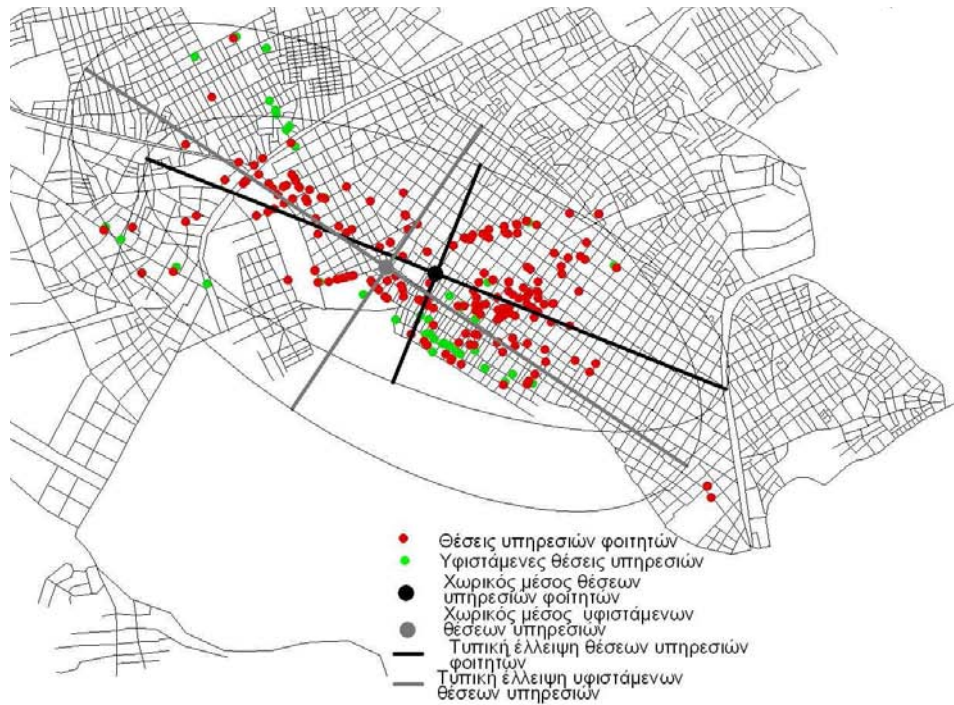 Θέσεις υπηρεσιών φοιτητών
Υφιστάμενες θέσεις υπηρεσιών
Χωρικός μέσος θέσεων
υπηρεσιών φοιτητών
Χωρικός μέσος υφιστάμενων
θέσεων υπηρεσιών
Τυπική έλλειψη θέσεων υπηρεσιών
φοιτητών
Τυπική έλλειψη υφιστάμενων
θέσεων υπηρεσιών